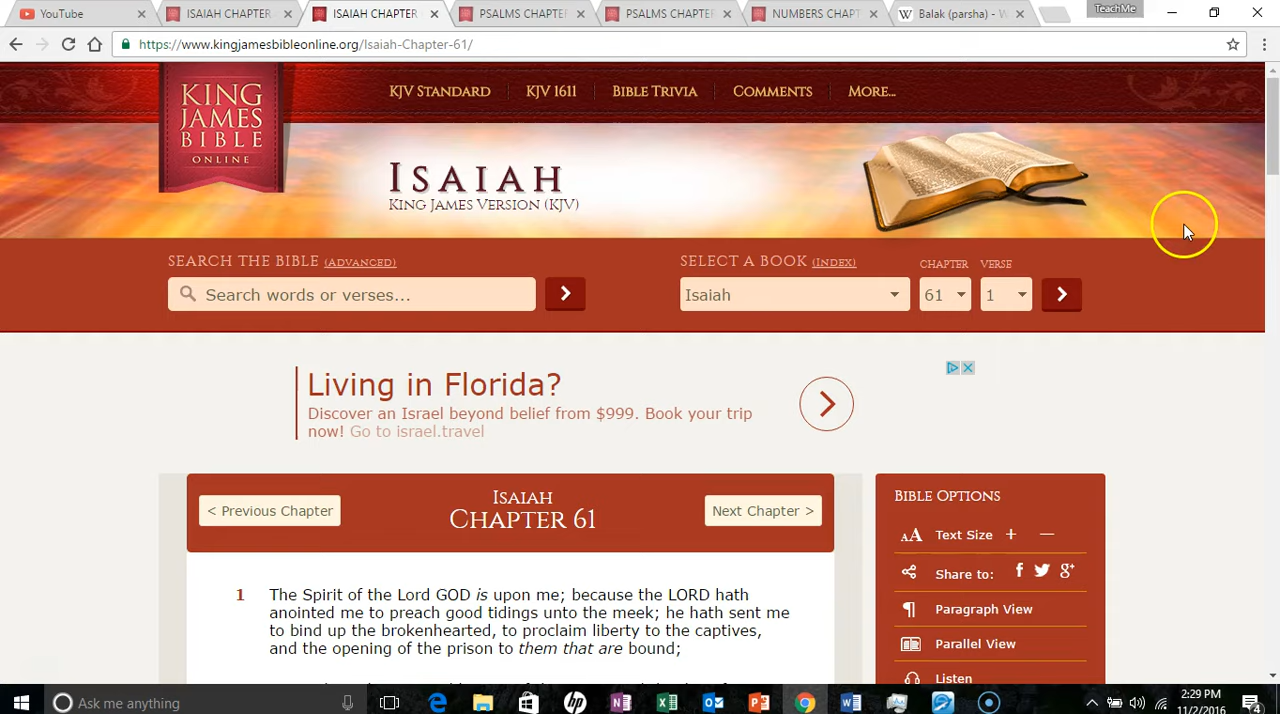 YouTube
ISAIAH CHAPTER
ISAIAH CHAPTER
PSALMS CHAPTE
PSALMS CHAPTE
NUMBERS CHAPT
W Balak (parsha) - W
TeachMe
https://www.kingjamesbibleonline.org/Isaiah-Chapter-61/
KING
JAMES
BIBLE
ONLINE
KJV STANDARD
KJV 1611
BIBLE TRIVIA
COMMENTS
MORE...
ISAIAH
KING JAMES VERSION (KJV)
SEARCH THE BIBLE (ADVANCED)
Search words or verses...
SELECT A BOOK (INDEX)
CHAPTER
VERSE
Isaiah
61
1
Living in Florida?
Discover an Israel beyond belief from $999. Book your trip
now! Go to israel.travel
< Previous Chapter
ISAIAH
CHAPTER 61
Next Chapter >
1 The Spirit of the Lord GOD is upon me; because the LORD hath
anointed me to preach good tidings unto the meek; he hath sent me
to bind up the brokenhearted, to proclaim liberty to the captives,
and the opening of the prison to them that are bound;
BIBLE OPTIONS
AA Text Size + —
Share to: f g+
¶ Paragraph View
Parallel View
Listen
Ask me anything
2:29 PM
11/2/2016
4